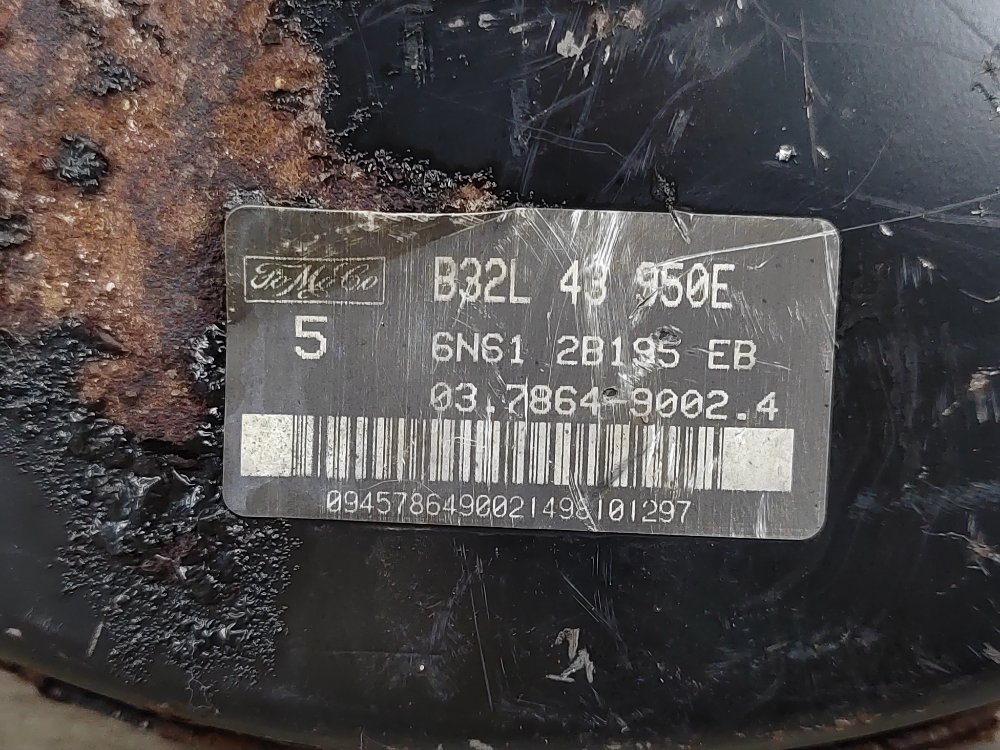 FoMoCo
B32L 43 950E
5
6N61 2B195 EB
03.7864-9002.4
0945786490021498101297